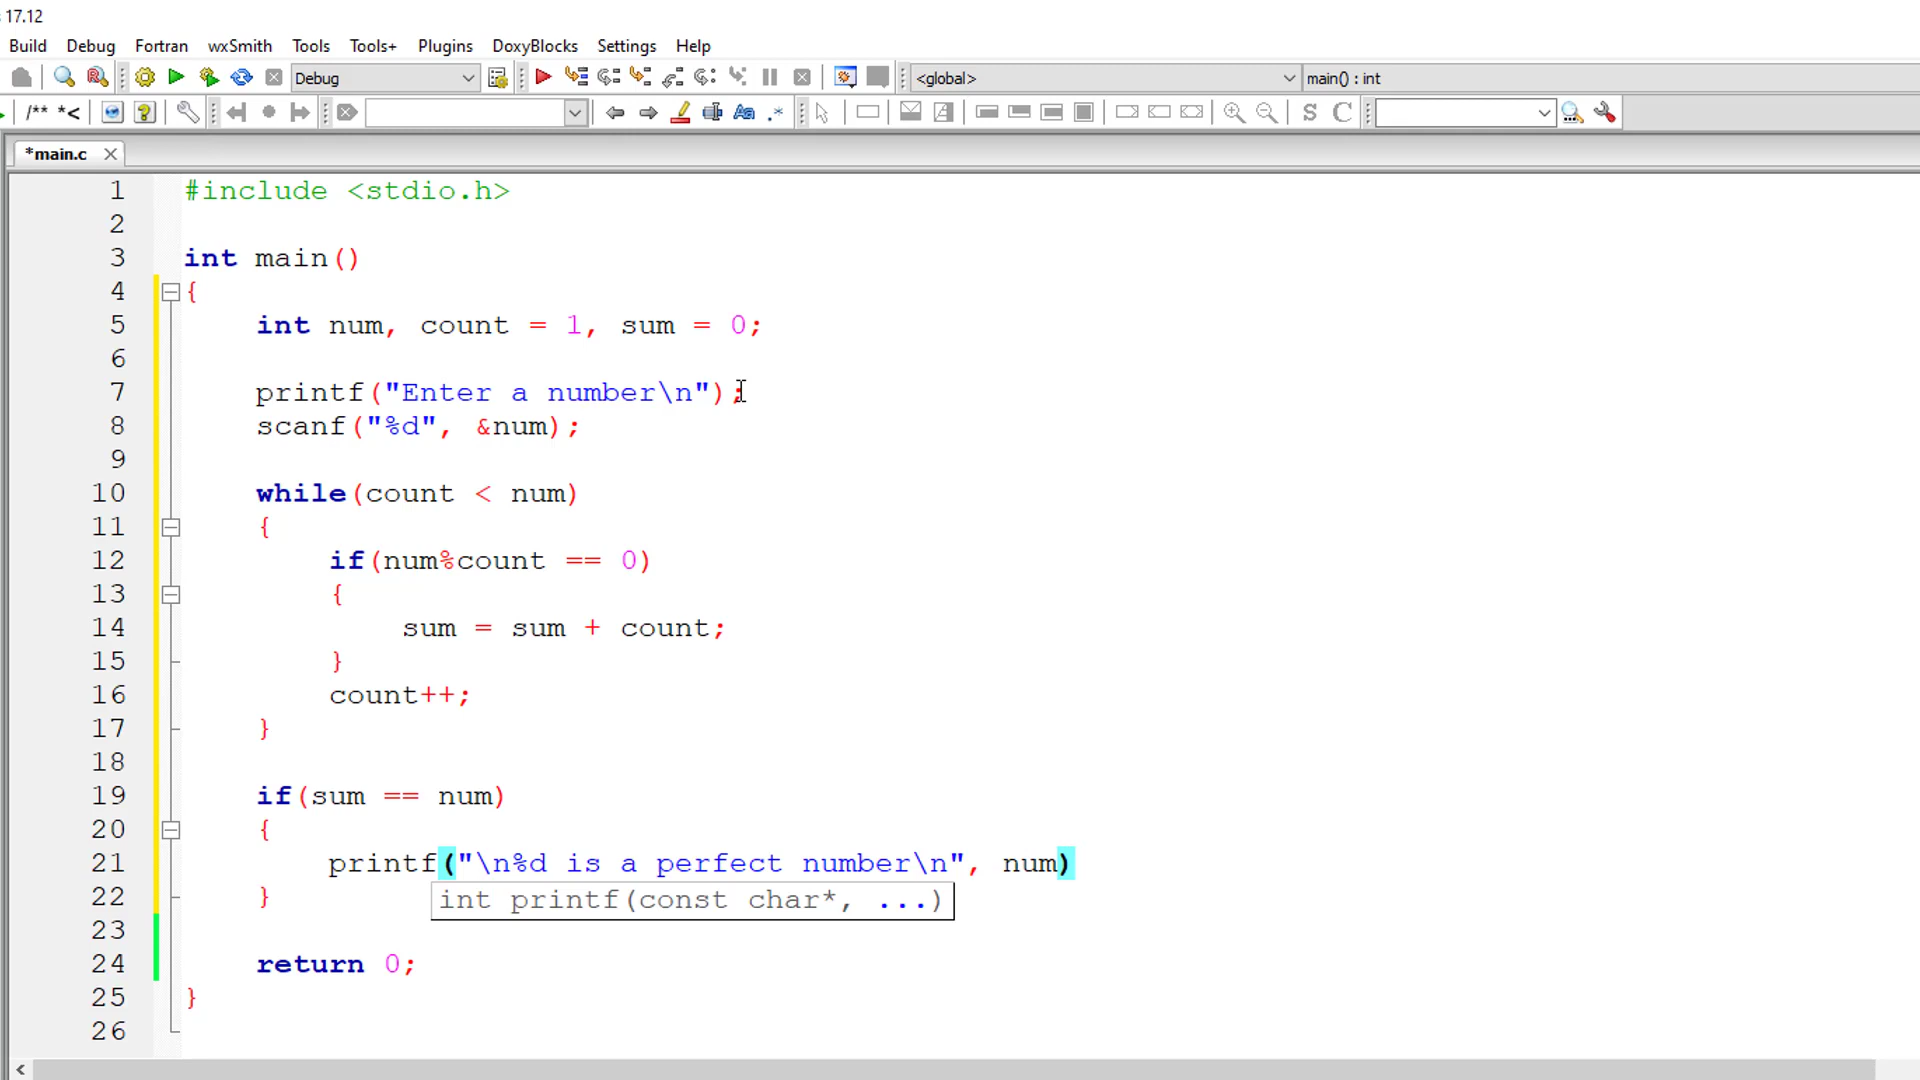 17.12
Build Debug Fortran wxSmith Tools Tools+ Plugins DoxyBlocks Settings Help
Debug <global> main() : int
/** *< Aa .* S C
*main.c
1 #include <stdio.h>
2
3 int main()
4 {
5 int num, count = 1, sum = 0;
6
7 printf("Enter a number\n");
8 scanf("%d", &num);
9
10 while(count < num)
11 {
12 if(num%count == 0)
13 {
14 sum = sum + count;
15 }
16 count++;
17 }
18
19 if(sum == num)
20 {
21 printf("\n%d is a perfect number\n", num)
22 }
int printf(const char*, ...)
23
24 return 0;
25 }
26